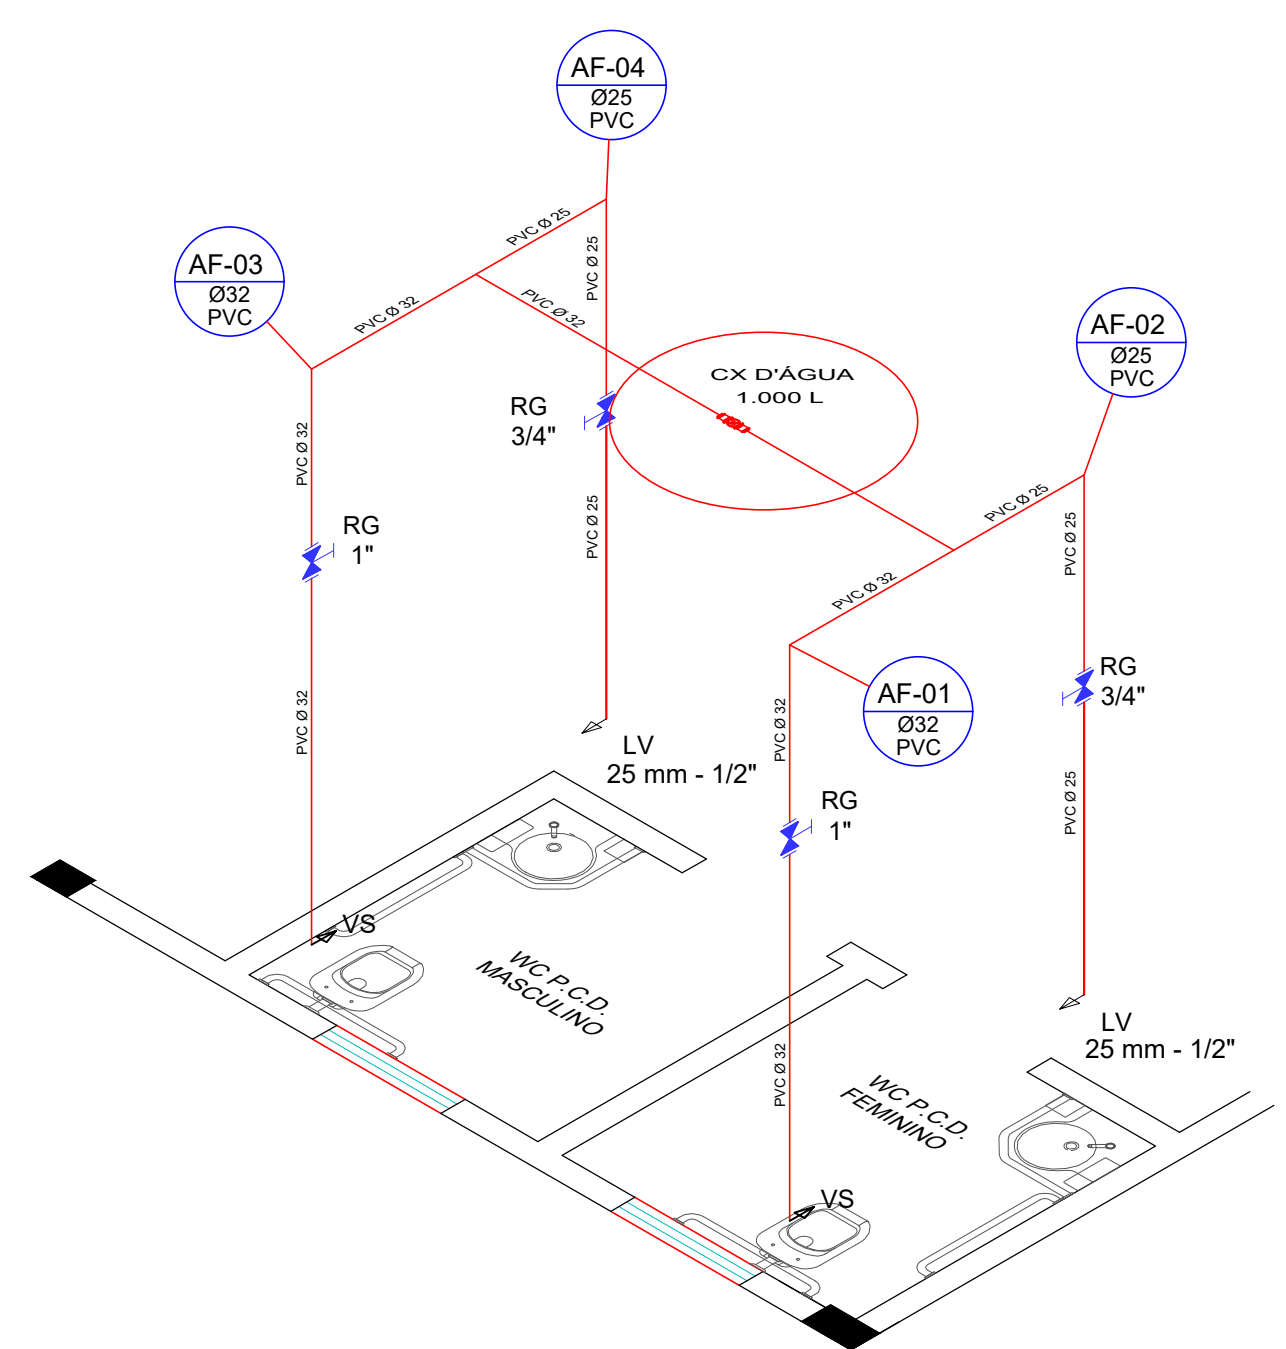 AF-04
Ø25
PVC
PVC Ø 25
AF-03
Ø32
PVC
PVC Ø 25
PVC Ø 32
PVC Ø 32
AF-02
Ø25
PVC
CX D'ÁGUA
1.000 L
RG
3/4"
PVC Ø 32
PVC Ø 25
PVC Ø 25
PVC Ø 25
RG
1"
PVC Ø 32
RG
3/4"
AF-01
Ø32
PVC
PVC Ø 32
PVC Ø 32
LV
25 mm - 1/2"
RG
1"
PVC Ø 25
VS
WC P.C.D.
MASCULINO
LV
25 mm - 1/2"
PVC Ø 32
WC P.C.D.
FEMININO
VS